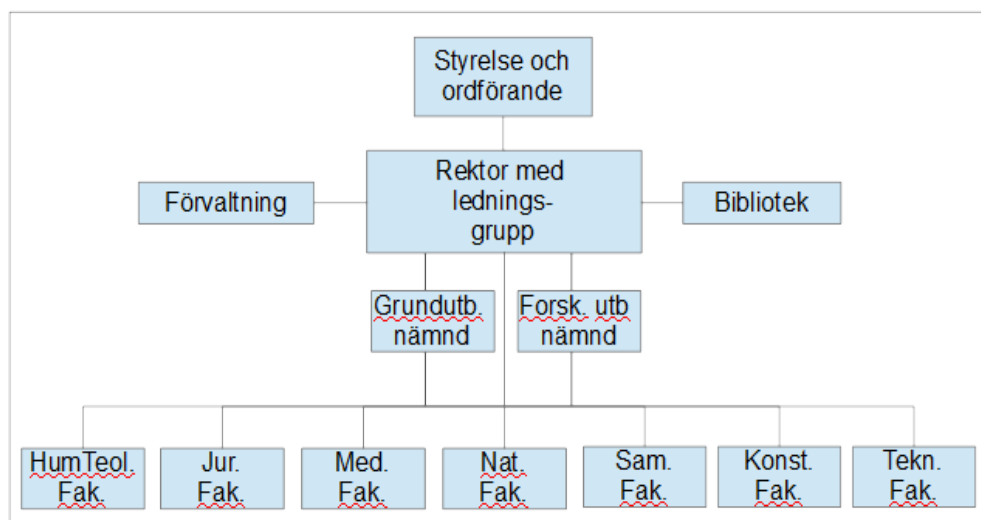 Styrelse och
ordförande
Rektor med
lednings-
grupp
Förvaltning
Bibliotek
Grundutb.
nämnd
Forsk. utb
nämnd
HumTeol.
Fak.
Jur.
Fak.
Med.
Fak.
Nat.
Fak.
Sam.
Fak.
Konst.
Fak.
Tekn.
Fak.